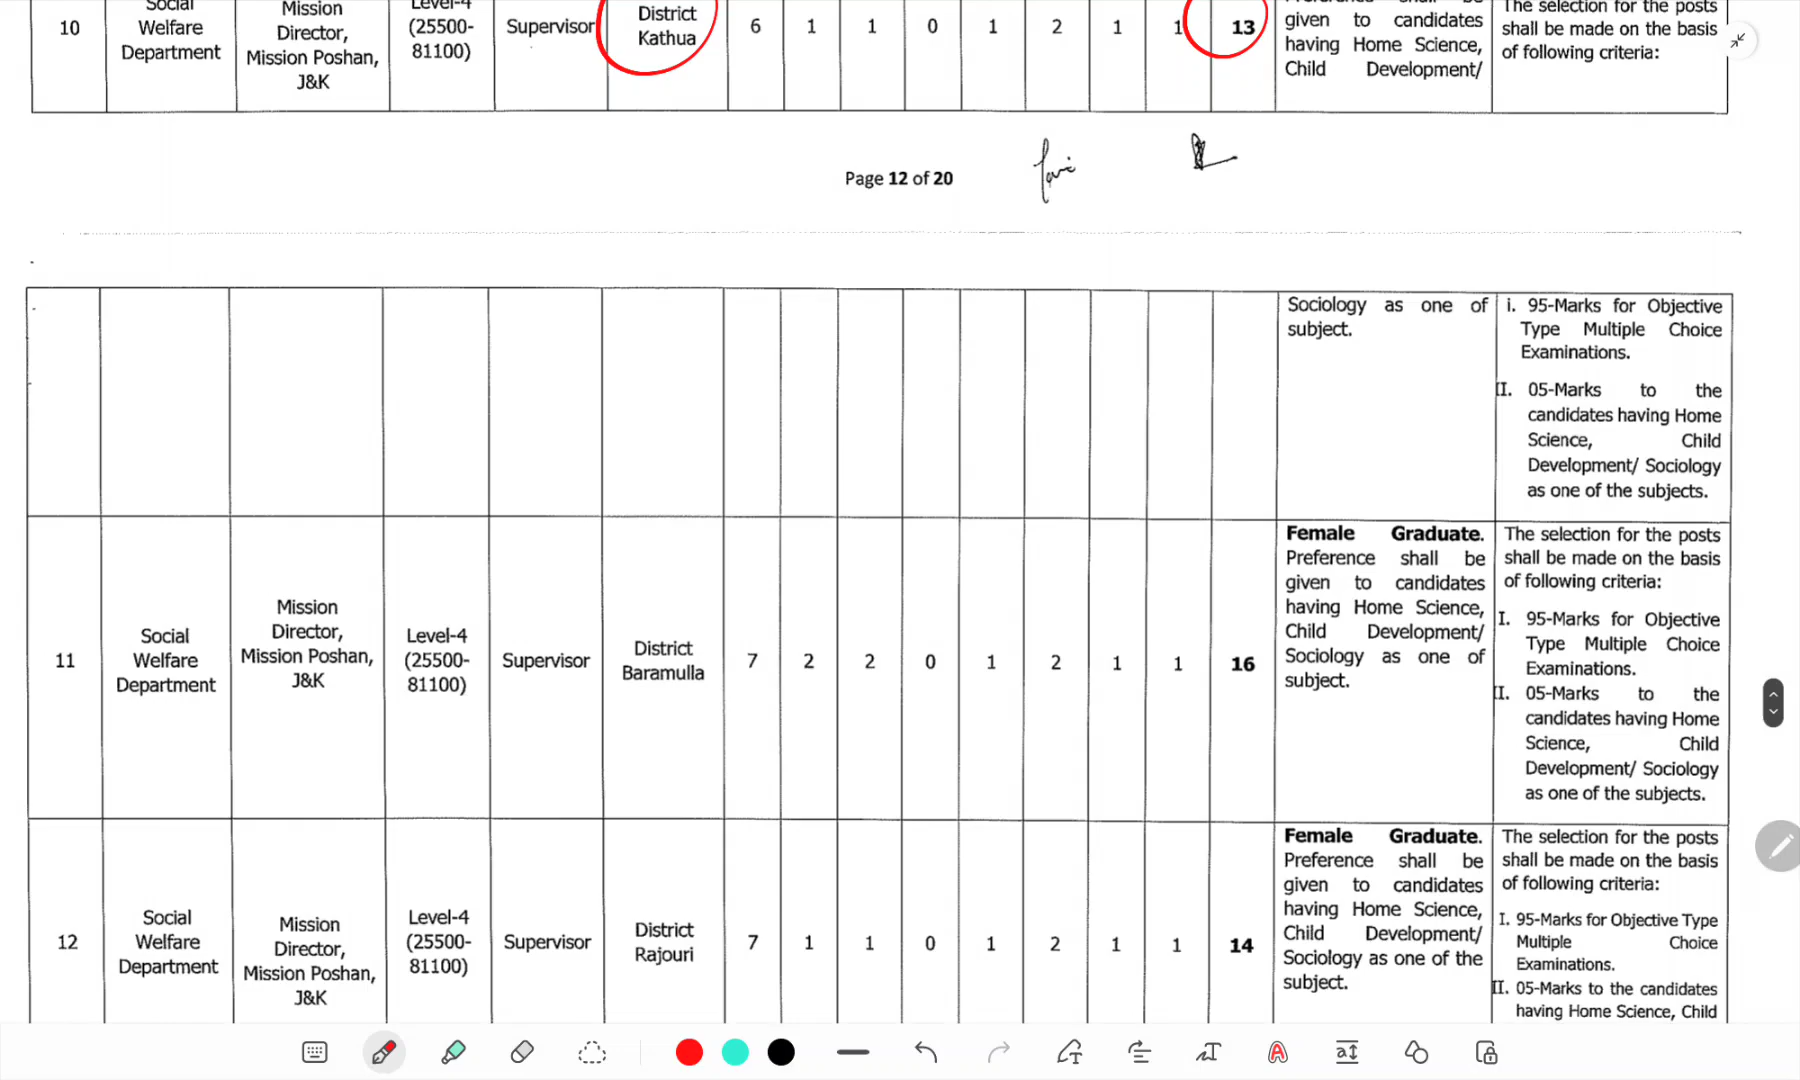 10
Social
Welfare
Department
Mission
Director,
Mission Poshan,
J&K
Level-4
(25500-
81100)
Supervisor
District
Kathua
6
1
1
0
1
2
1
1
13
Preference shall be
given to candidates
having Home Science,
Child Development/
The selection for the posts
shall be made on the basis
of following criteria:
Page 12 of 20
Sociology as one of
subject.
i. 95-Marks for Objective
Type Multiple Choice
Examinations.
II. 05-Marks to the
candidates having Home
Science, Child
Development/ Sociology
as one of the subjects.
11
Social
Welfare
Department
Mission
Director,
Mission Poshan,
J&K
Level-4
(25500-
81100)
Supervisor
District
Baramulla
7
2
2
0
1
2
1
1
16
Female Graduate.
Preference shall be
given to candidates
having Home Science,
Child Development/
Sociology as one of
subject.
The selection for the posts
shall be made on the basis
of following criteria:
I. 95-Marks for Objective
Type Multiple Choice
Examinations.
II. 05-Marks to the
candidates having Home
Science, Child
Development/ Sociology
as one of the subjects.
12
Social
Welfare
Department
Mission
Director,
Mission Poshan,
J&K
Level-4
(25500-
81100)
Supervisor
District
Rajouri
7
1
1
0
1
2
1
1
14
Female Graduate.
Preference shall be
given to candidates
having Home Science,
Child Development/
Sociology as one of the
subject.
The selection for the posts
shall be made on the basis
of following criteria:
I. 95-Marks for Objective Type
Multiple Choice
Examinations.
II. 05-Marks to the candidates
having Home Science, Child